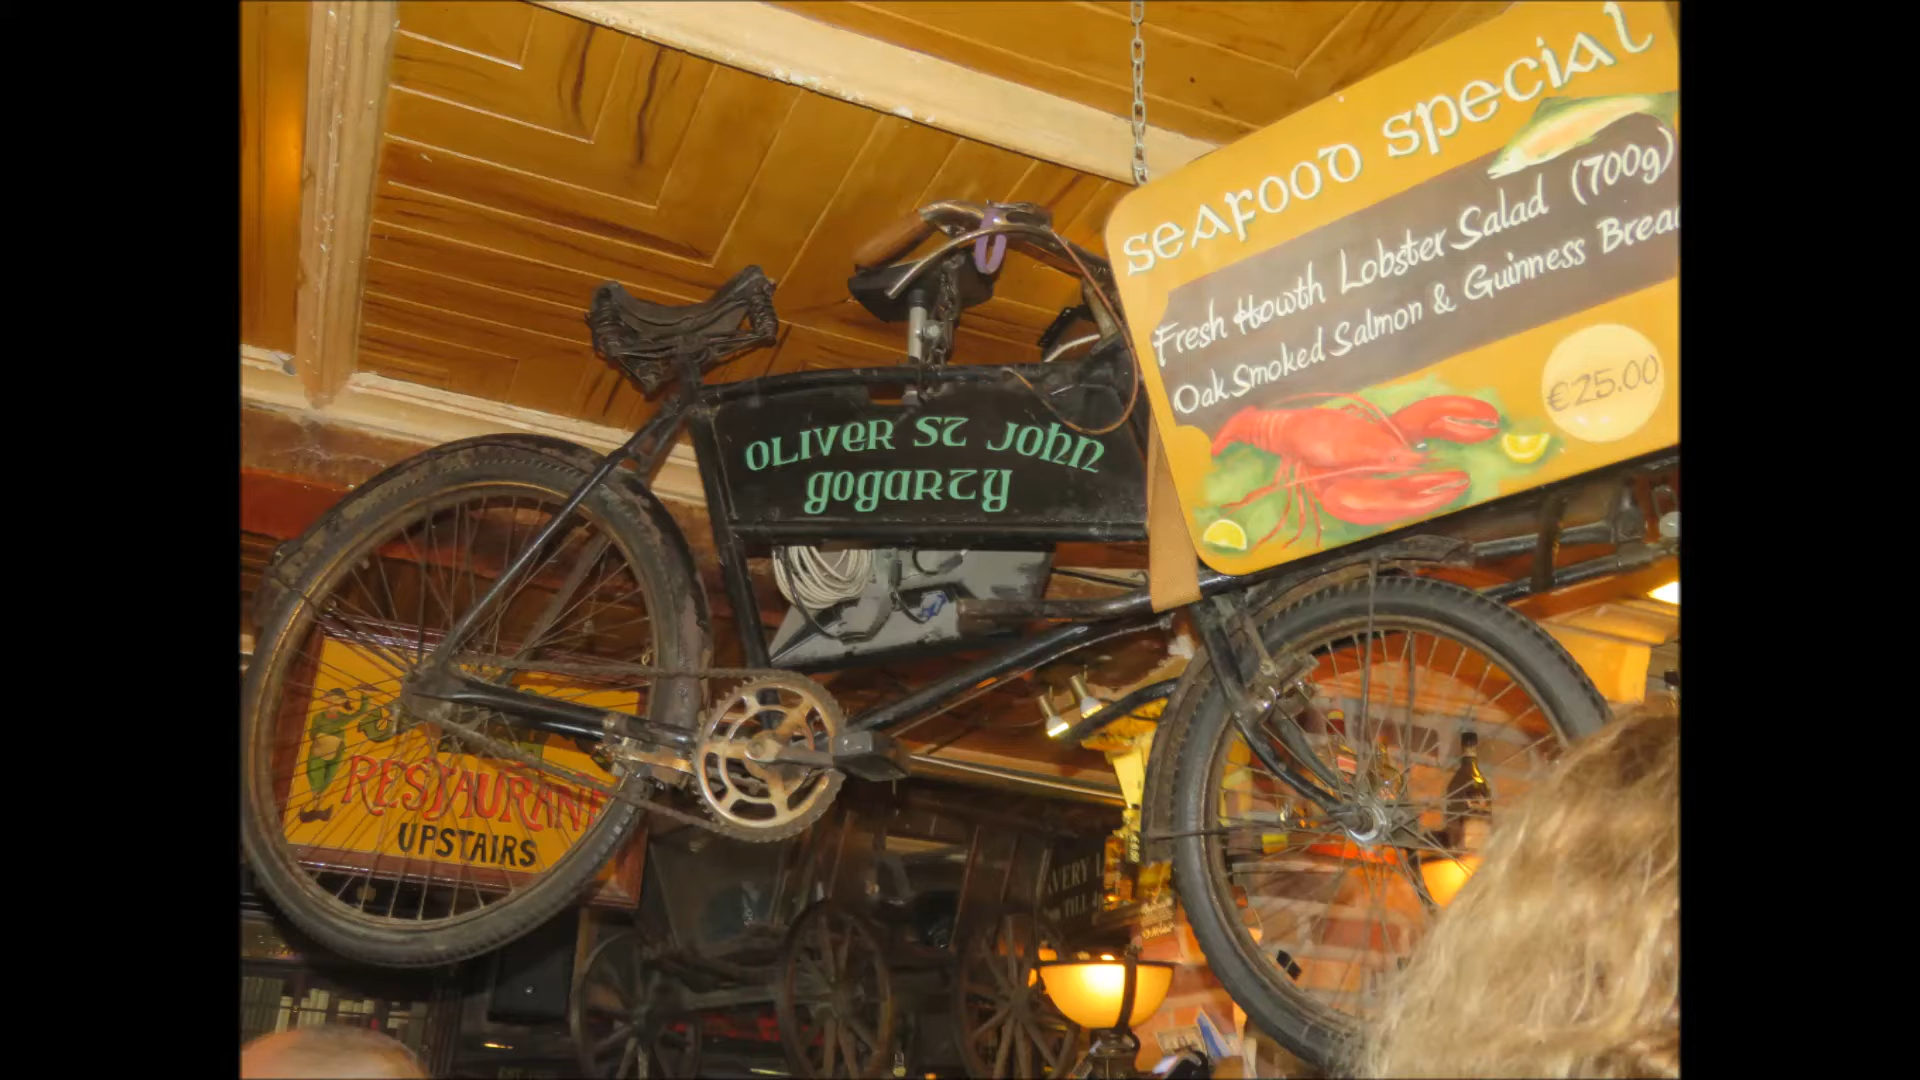 SEAFOOD SPECIAL
Fresh Howth Lobster Salad (700g)
Oak Smoked Salmon & Guinness
€25.00
OLIVER ST JOHN
GOGARTY
RESTAURANT
UPSTAIRS
TILL